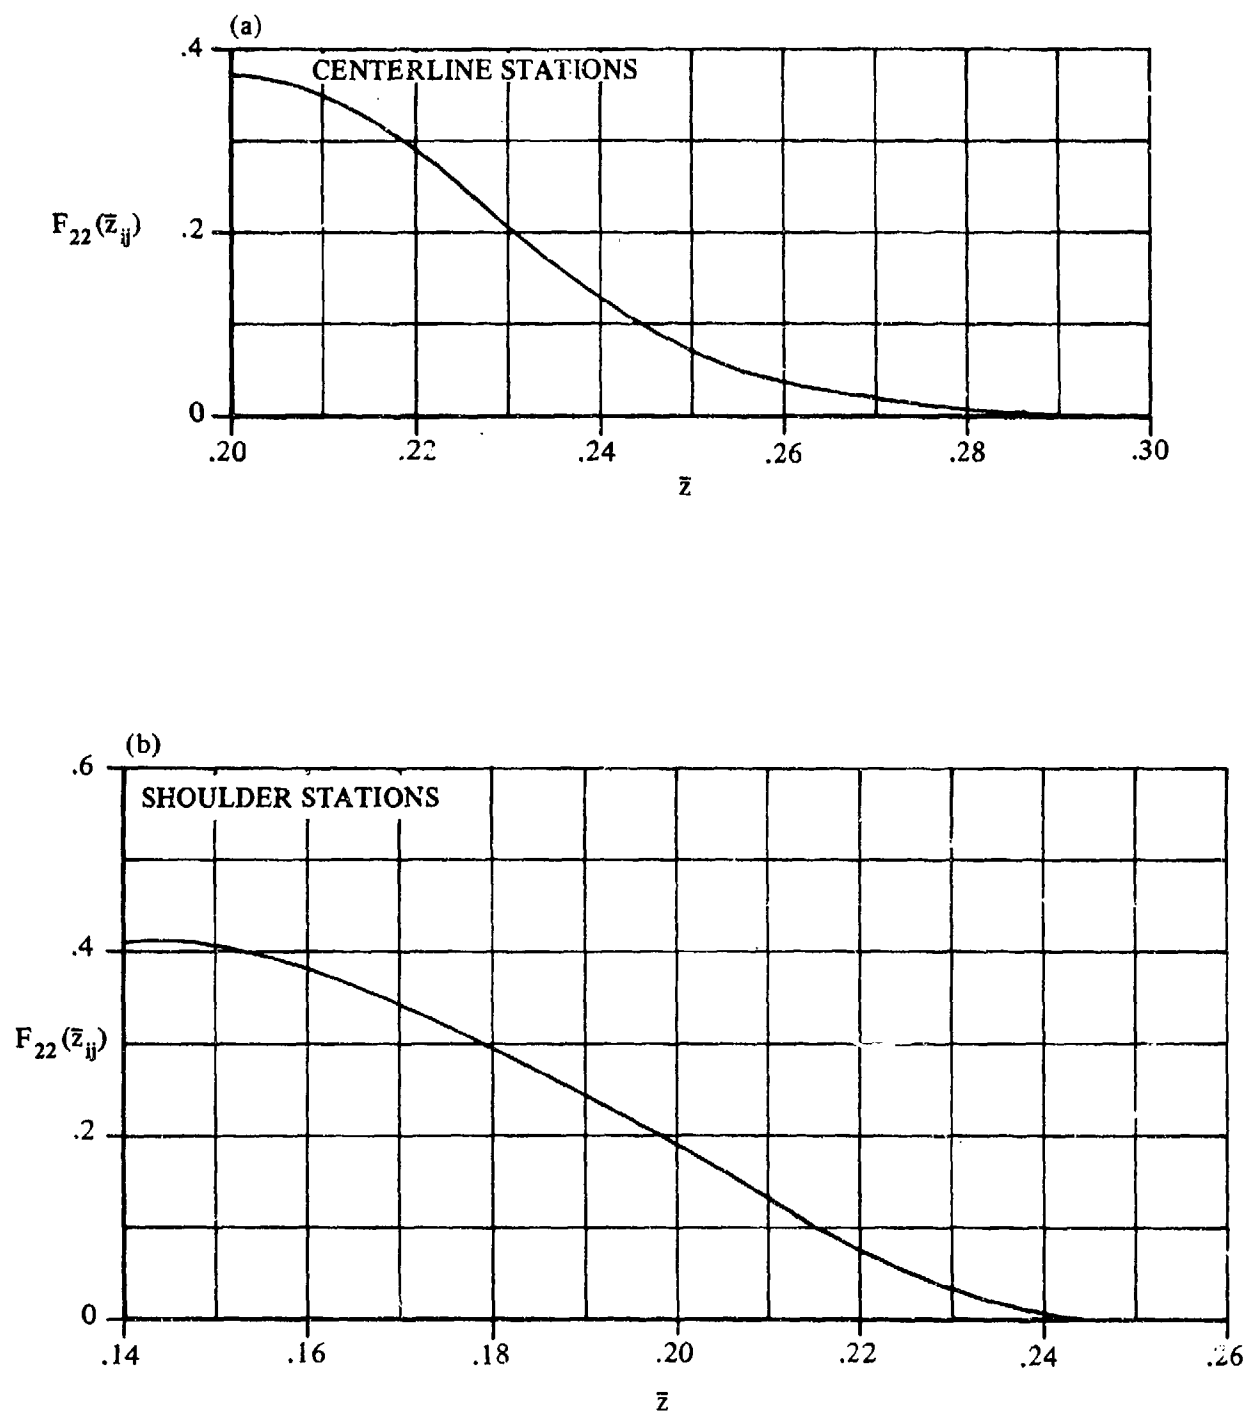 (a)
.4
CENTERLINE STATIONS
F22(z̄ij)
.2
0
.20 .22 .24 .26 .28 .30
z̄
(b)
.6
SHOULDER STATIONS
.4
F22(z̄ij)
.2
0
.14 .16 .18 .20 .22 .24 .26
z̄